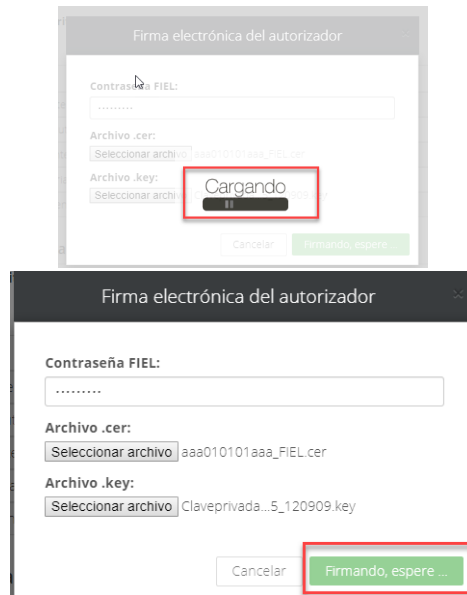 Firma electrónica del autorizador
Contraseña FIEL:
.........
Archivo .cer:
Seleccionar archivo aaa010101aaa_FIEL.cer
Archivo .key:
Seleccionar archivo
Cargando
Cancelar Firmando, espere ...
Firma electrónica del autorizador ×
Contraseña FIEL:
.........
Archivo .cer:
Seleccionar archivo aaa010101aaa_FIEL.cer
Archivo .key:
Seleccionar archivo Claveprivada...5_120909.key
Cancelar Firmando, espere ...